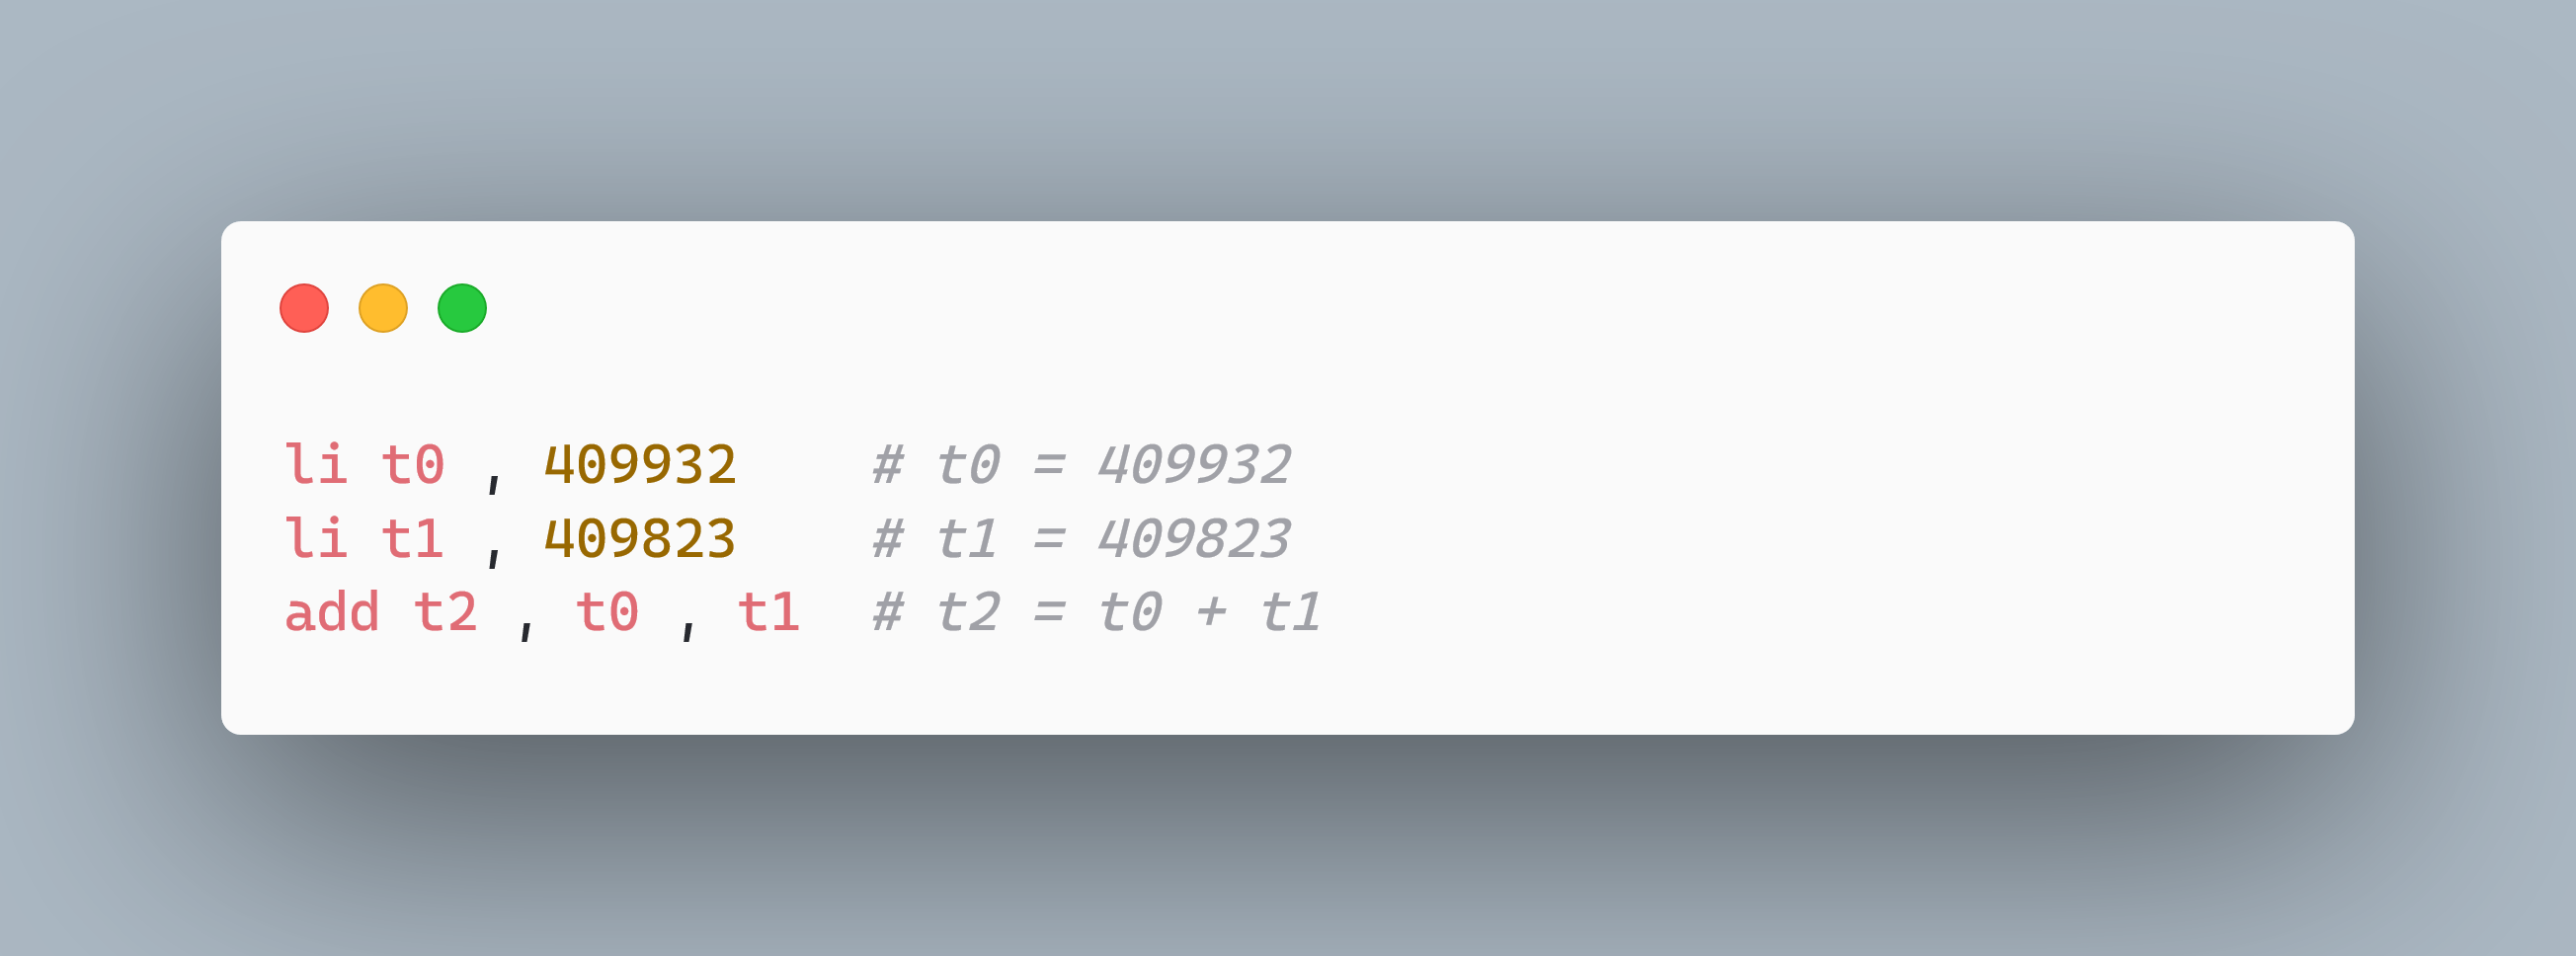 li t0 , 409932    # t0 = 409932
li t1 , 409823    # t1 = 409823
add t2 , t0 , t1  # t2 = t0 + t1